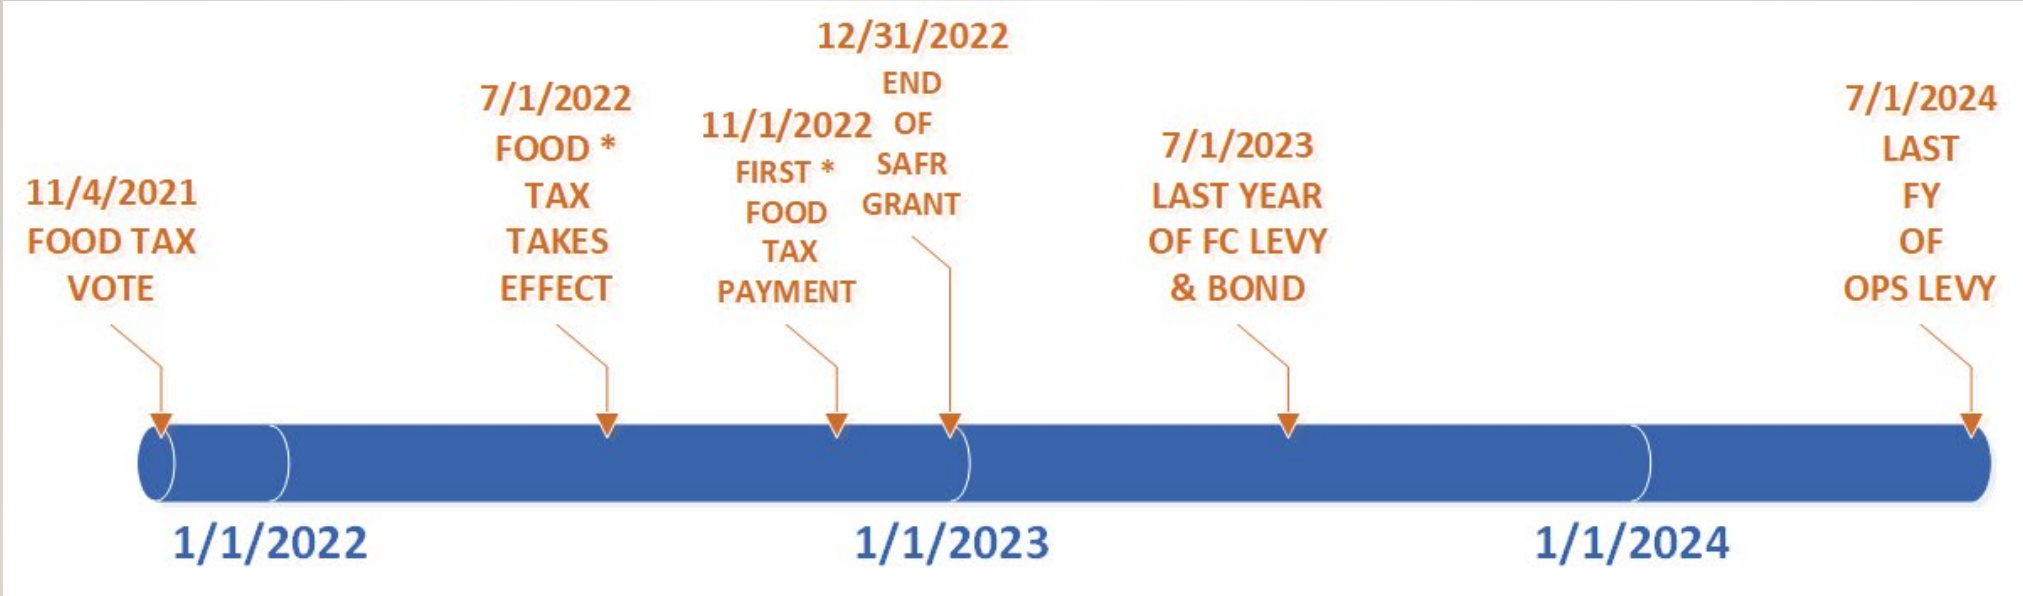 11/4/2021
FOOD TAX
VOTE
7/1/2022
FOOD *
TAX
TAKES
EFFECT
11/1/2022
FIRST *
FOOD
TAX
PAYMENT
12/31/2022
END
OF
SAFR
GRANT
7/1/2023
LAST YEAR
OF FC LEVY
& BOND
7/1/2024
LAST
FY
OF
OPS LEVY
1/1/2022
1/1/2023
1/1/2024